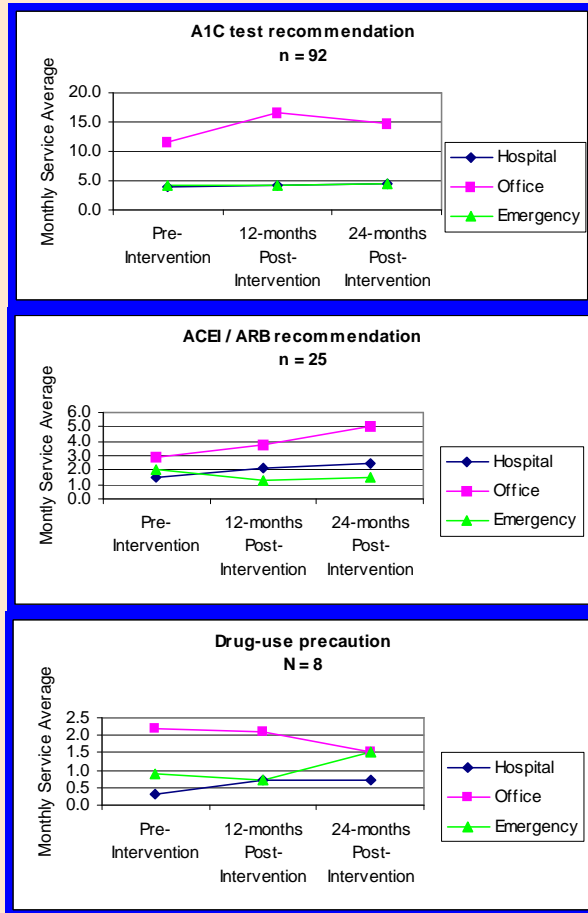 A1C test recommendation
n = 92
Monthly Service Average
20.0
15.0
10.0
5.0
0.0
Pre-
Intervention
12-months
Post-
Intervention
24-months
Post-
Intervention
Hospital
Office
Emergency
ACEI / ARB recommendation
n = 25
Montly Service Average
6.0
5.0
4.0
3.0
2.0
1.0
0.0
Pre-
Intervention
12-months
Post-
Intervention
24-months
Post-
Intervention
Hospital
Office
Emergency
Drug-use precaution
N = 8
Monthly Service Average
2.5
2.0
1.5
1.0
0.5
0.0
Pre-
Intervention
12-months
Post-
Intervention
24-months
Post-
Intervention
Hospital
Office
Emergency